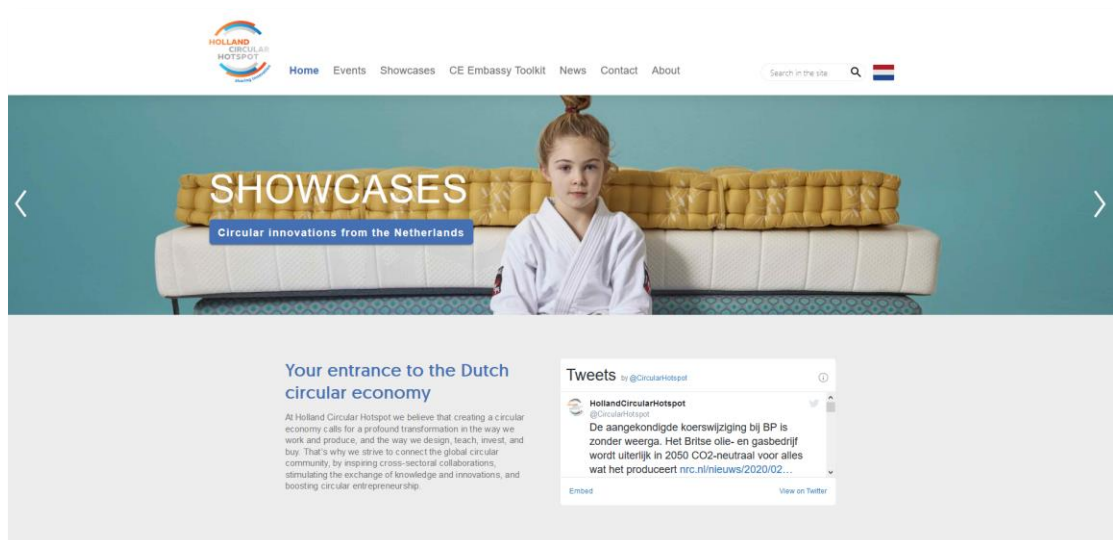 HOLLAND
CIRCULAR
HOTSPOT
Home Events Showcases CE Embassy Toolkit News Contact About
Search in the site
SHOWCASES
Circular innovations from the Netherlands
Your entrance to the Dutch
circular economy
At Holland Circular Hotspot we believe that creating a circular
economy calls for a profound transformation in the way we
work and produce, and the way we design, teach, invest, and
buy. That's why we strive to connect the global circular
community, by inspiring cross-sectoral collaborations,
stimulating the exchange of knowledge and innovations, and
boosting circular entrepreneurship.
Tweets by @CircularHotspot
HollandCircularHotspot
@CircularHotspot
De aangekondigde koerswijziging bij BP is
zonder weerga. Het Britse olie- en gasbedrijf
wordt uiterlijk in 2050 CO2-neutraal voor alles
wat het produceert nrc.nl/nieuws/2020/02…
Embed View on Twitter